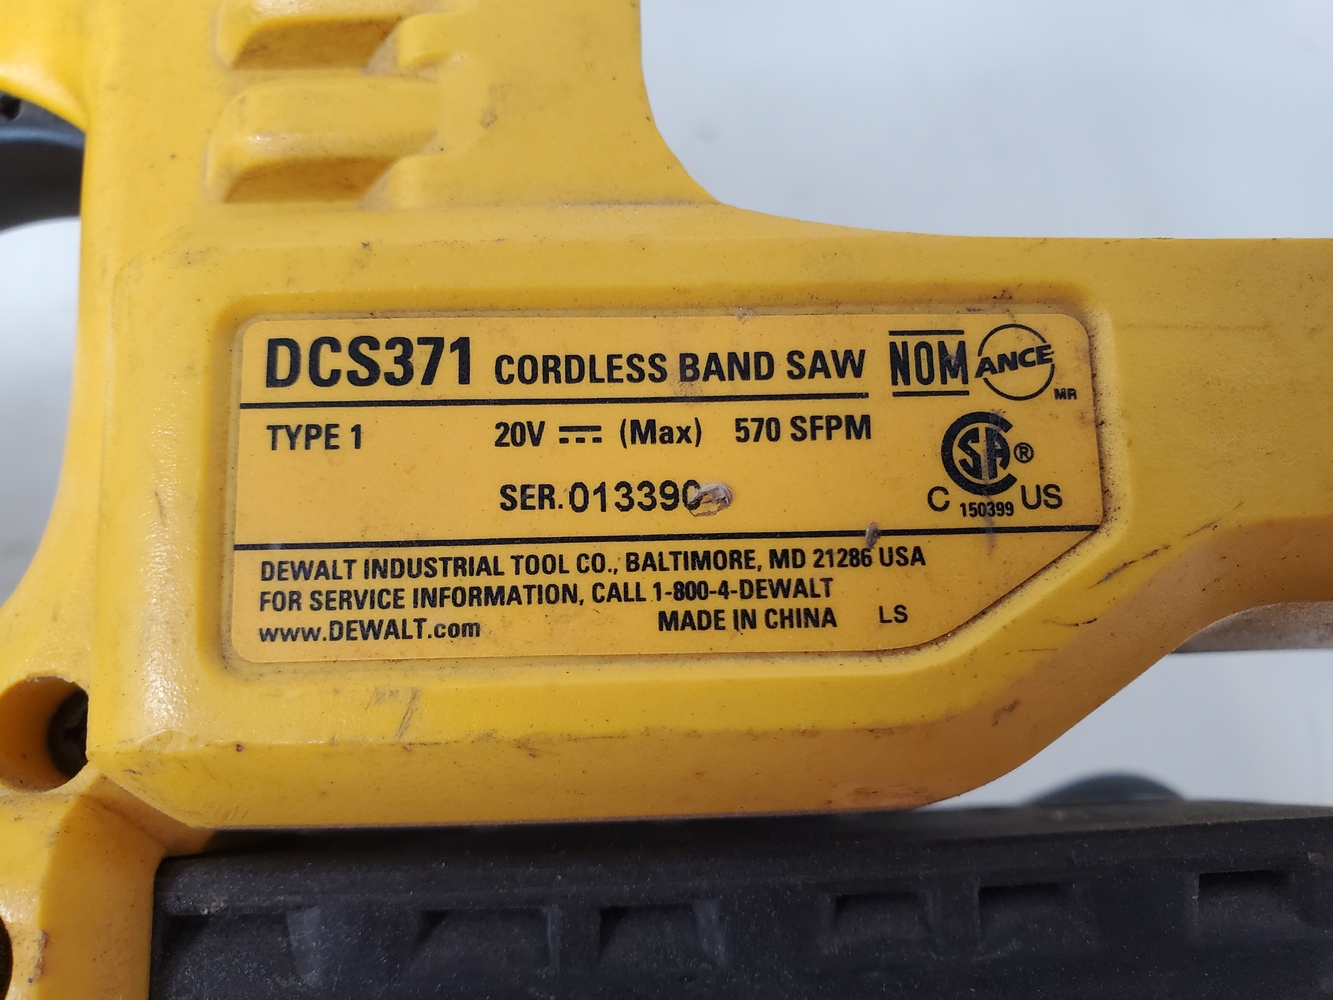 DCS371 CORDLESS BAND SAW
NOM ANCE
MR
TYPE 1 20V (Max) 570 SFPM
SA®
C 150399 US
SER. 01339
DEWALT INDUSTRIAL TOOL CO., BALTIMORE, MD 21286 USA
FOR SERVICE INFORMATION, CALL 1-800-4-DEWALT
www.DEWALT.com MADE IN CHINA LS